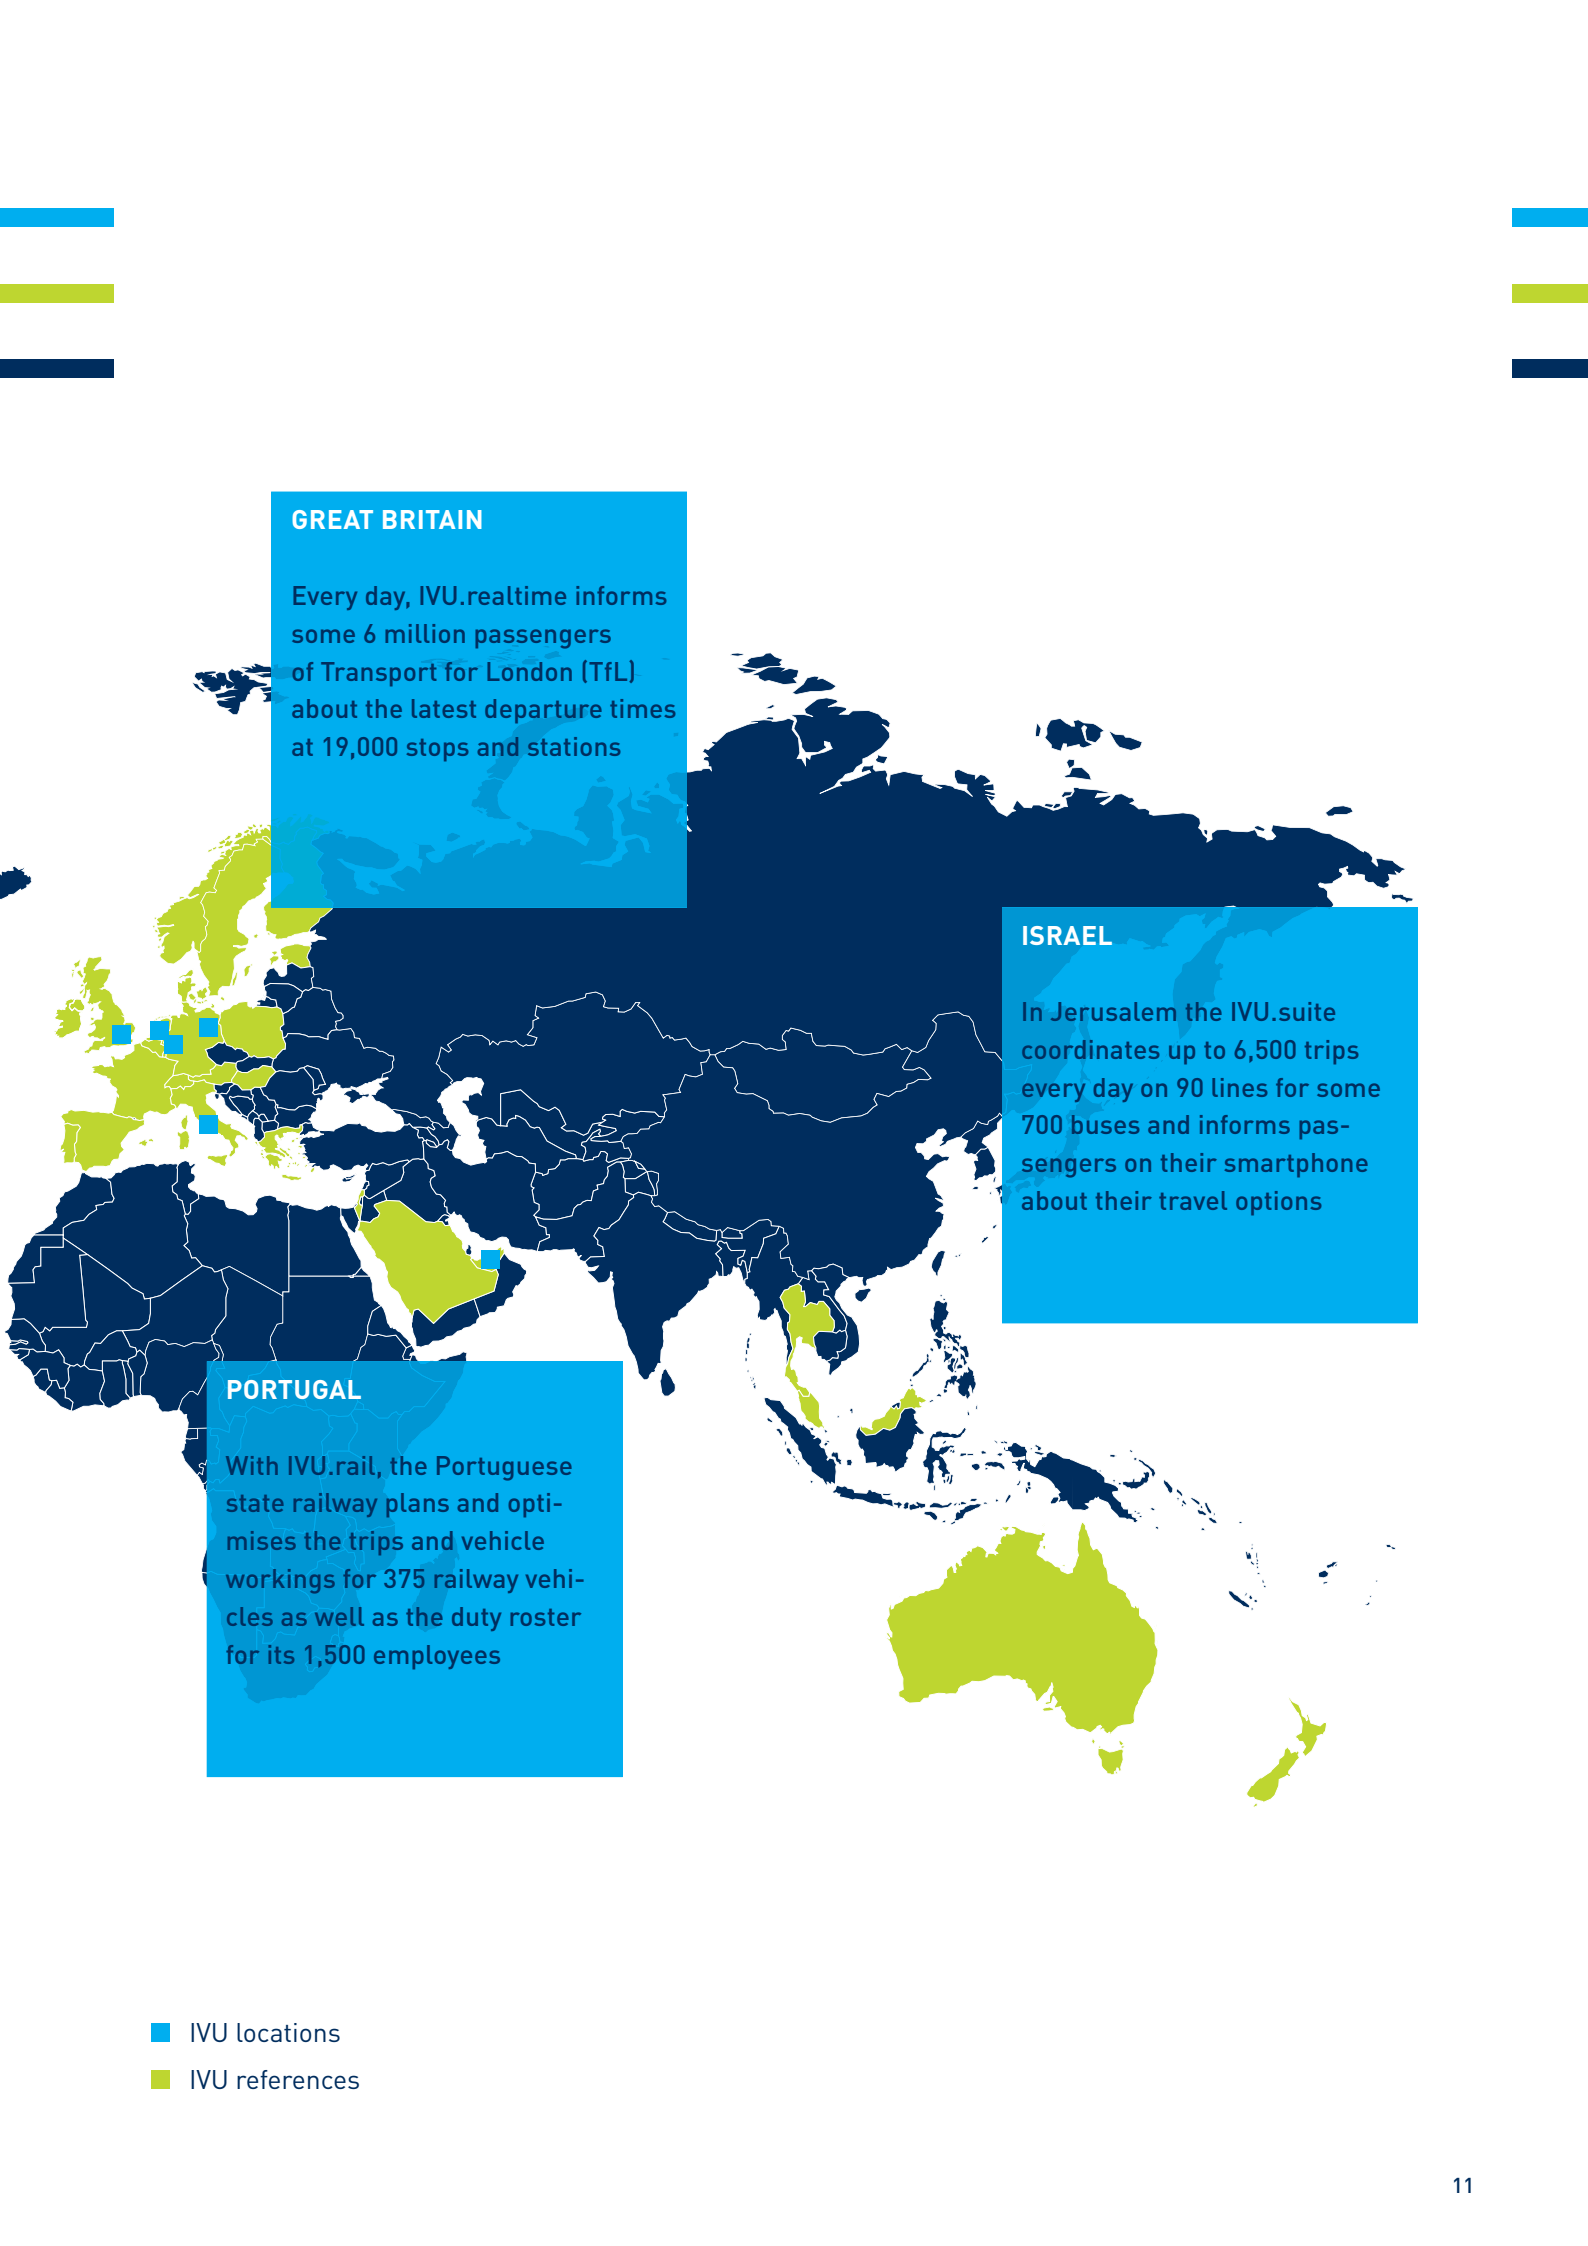 GREAT BRITAIN
Every day, IVU.realtime informs
some 6 million passengers
of Transport for London (TfL)
about the latest departure times
at 19,000 stops and stations
ISRAEL
In Jerusalem the IVU.suite
coordinates up to 6,500 trips
every day on 90 lines for some
700 buses and informs pas-
sengers on their smartphone
about their travel options
PORTUGAL
With IVU.rail, the Portuguese
state railway plans and opti-
mises the trips and vehicle
workings for 375 railway vehi-
cles as well as the duty roster
for its 1,500 employees
IVU locations
IVU references
11